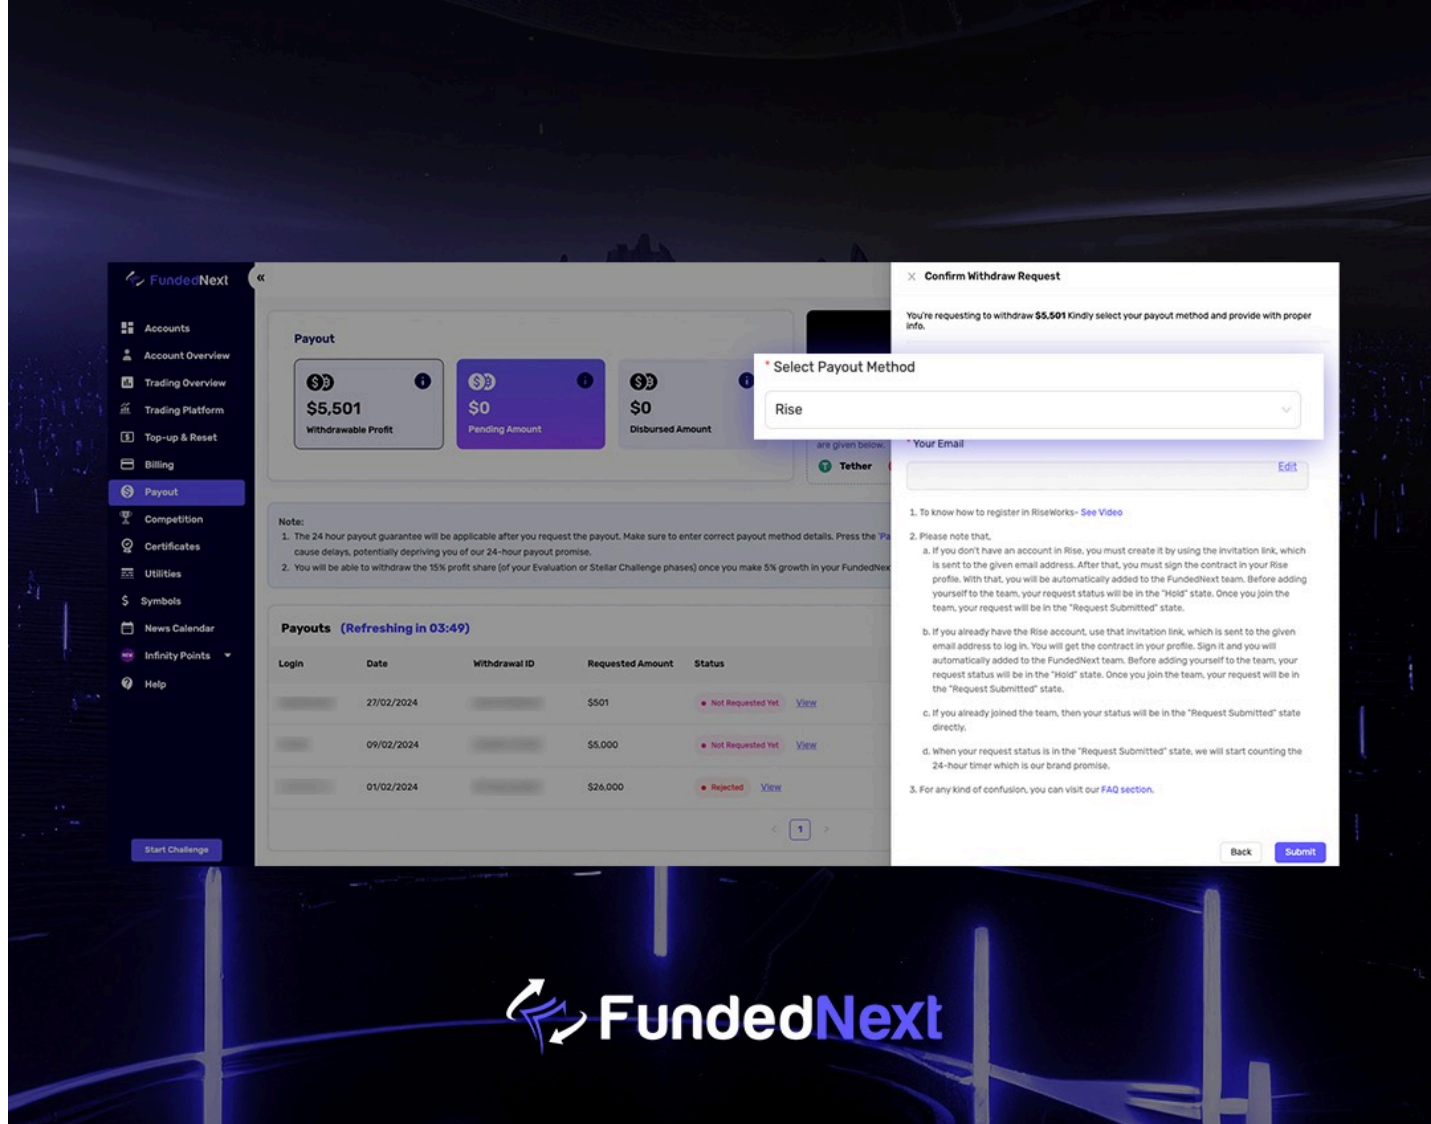 FundedNext
«
Accounts
Account Overview
Trading Overview
Trading Platform
Top-up & Reset
Billing
Payout
Competition
Certificates
Utilities
$ Symbols
News Calendar
NEW Infinity Points
Help
Start Challenge
Payout
$5,501
Withdrawable Profit
$0
Pending Amount
$0
Disbursed Amount
are given below.
Tether
Note:
1. The 24 hour payout guarantee will be applicable after you request the payout. Make sure to enter correct payout method details. Press the 'Pa
cause delays, potentially depriving you of our 24-hour payout promise.
2. You will be able to withdraw the 15% profit share (of your Evaluation or Stellar Challenge phases) once you make 5% growth in your FundedNex
Payouts (Refreshing in 03:49)
Login Date Withdrawal ID Requested Amount Status
27/02/2024 $501 Not Requested Yet View
09/02/2024 $5,000 Not Requested Yet View
01/02/2024 $26,000 Rejected View
< 1 >
Confirm Withdraw Request
You're requesting to withdraw $5,501 Kindly select your payout method and provide with proper
info.
* Select Payout Method
Rise
* Your Email
Edit
1. To know how to register in RiseWorks- See Video
2. Please note that,
a. If you don't have an account in Rise, you must create it by using the invitation link, which
is sent to the given email address. After that, you must sign the contract in your Rise
profile. With that, you will be automatically added to the FundedNext team. Before adding
yourself to the team, your request status will be in the "Hold" state. Once you join the
team, your request will be in the "Request Submitted" state.
b. If you already have the Rise account, use that invitation link, which is sent to the given
email address to log in. You will get the contract in your profile. Sign it and you will
automatically added to the FundedNext team. Before adding yourself to the team, your
request status will be in the "Hold" state. Once you join the team, your request will be in
the "Request Submitted" state.
c. If you already joined the team, then your status will be in the "Request Submitted" state
directly.
d. When your request status is in the "Request Submitted" state, we will start counting the
24-hour timer which is our brand promise.
3. For any kind of confusion, you can visit our FAQ section.
Back
Submit
FundedNext